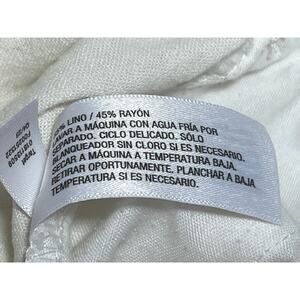 LINO / 45% RAYÓN
LAVAR A MÁQUINA CON AGUA FRÍA POR
SEPARADO. CICLO DELICADO. SÓLO
BLANQUEADOR SIN CLORO SI ES NECESARIO.
SECAR A MÁQUINA A TEMPERATURA BAJA.
RETIRAR OPORTUNAMENTE. PLANCHAR A BAJA
TEMPERATURA SI ES NECESARIO.
Target